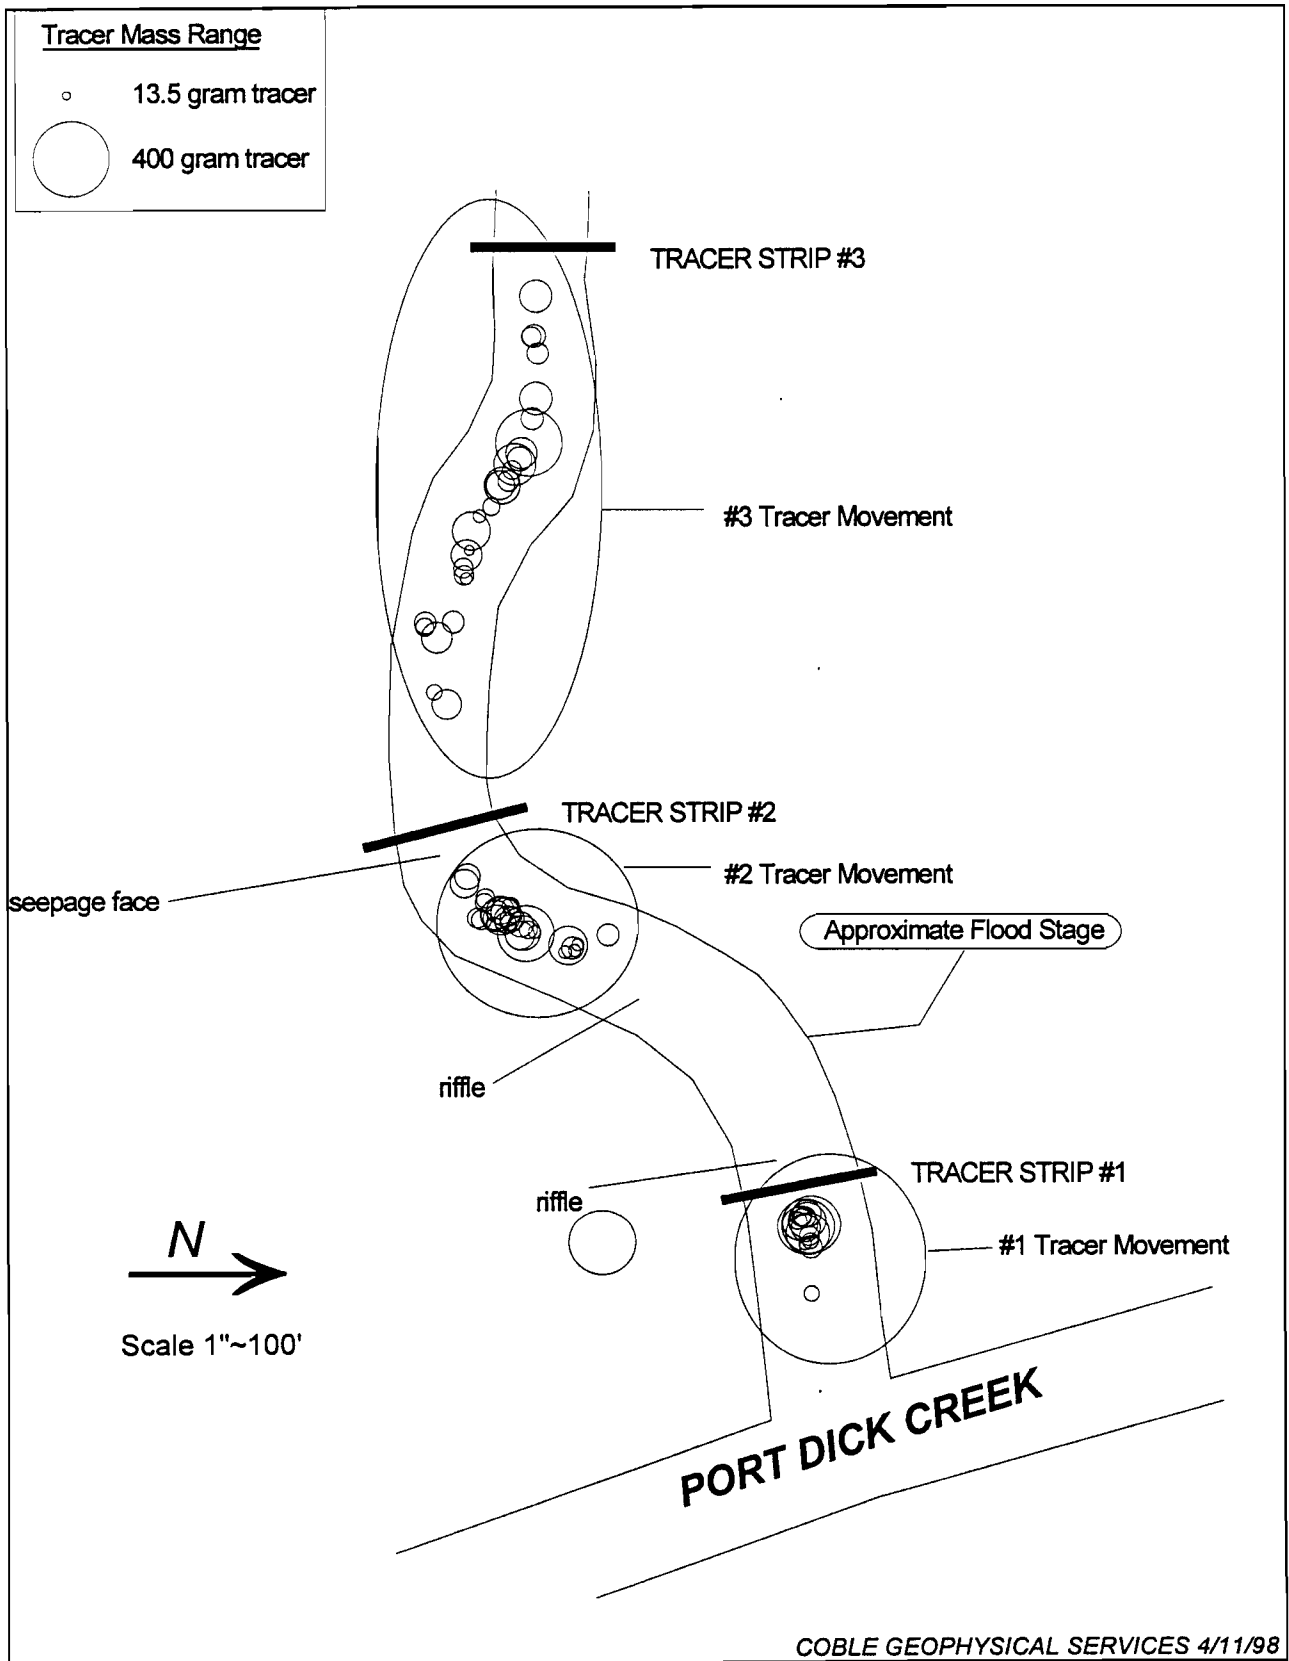 Tracer Mass Range
13.5 gram tracer
400 gram tracer
TRACER STRIP #3
#3 Tracer Movement
TRACER STRIP #2
#2 Tracer Movement
seepage face
Approximate Flood Stage
riffle
TRACER STRIP #1
riffle
N
#1 Tracer Movement
Scale 1"~100'
PORT DICK CREEK
COBLE GEOPHYSICAL SERVICES 4/11/98